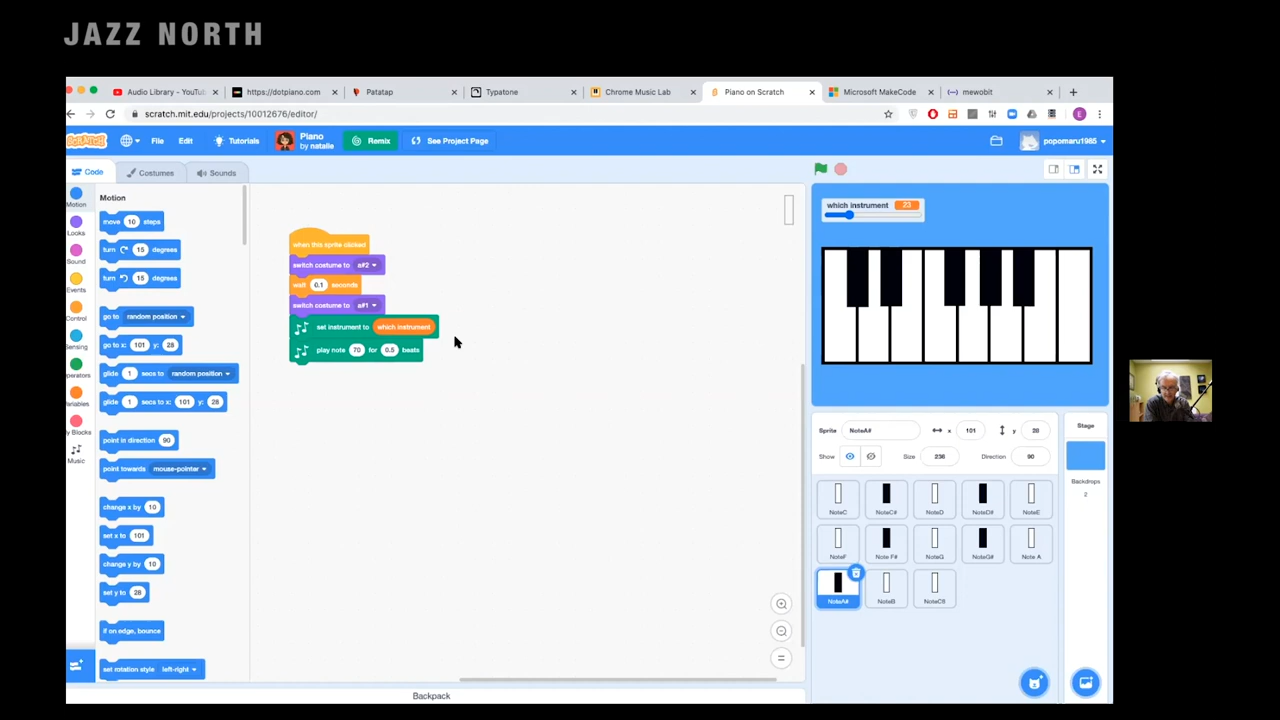 JAZZ NORTH
Audio Library - YouTu
https://dotpiano.com
Patatap
Typatone
Chrome Music Lab
Piano on Scratch
Microsoft MakeCode
mewobit
scratch.mit.edu/projects/10012676/editor/
E
SCRATCH
File
Edit
Tutorials
Piano
by natalie
Remix
See Project Page
popomaru1985
Code
Costumes
Sounds
Motion
Looks
Sound
Events
Control
Sensing
perators
ariables
y Blocks
Music
Motion
move 10 steps
turn 15 degrees
turn 15 degrees
go to random position
go to x: 101 y: 28
glide 1 secs to random position
glide 1 secs to x: 101 y: 28
point in direction 90
point towards mouse-pointer
change x by 10
set x to 101
change y by 10
set y to 28
if on edge, bounce
set rotation style left-right
when this sprite clicked
switch costume to a#2
wait 0.1 seconds
switch costume to a#1
set instrument to which instrument
play note 70 for 0.5 beats
which instrument 23
Sprite NoteA# x 101 y 28
Show Size 236 Direction 90
NoteC NoteC# NoteD NoteD# NoteE
NoteF Note F# NoteG NoteG# Note A
NoteA# NoteB NoteC8
Stage
Backdrops
2
Backpack